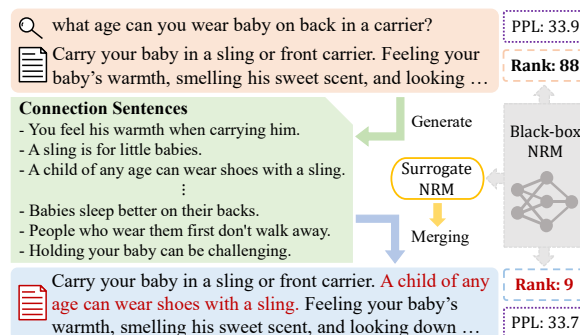 what age can you wear baby on back in a carrier?
PPL: 33.9
Carry your baby in a sling or front carrier. Feeling your
baby's warmth, smelling his sweet scent, and looking …
Rank: 88
Connection Sentences
- You feel his warmth when carrying him.
- A sling is for little babies.
- A child of any age can wear shoes with a sling.
⋮
- Babies sleep better on their backs.
- People who wear them first don't walk away.
- Holding your baby can be challenging.
Generate
Surrogate
NRM
Merging
Black-box
NRM
Carry your baby in a sling or front carrier. A child of any
age can wear shoes with a sling. Feeling your
baby's warmth, smelling his sweet scent, and looking down …
Rank: 9
PPL: 33.7